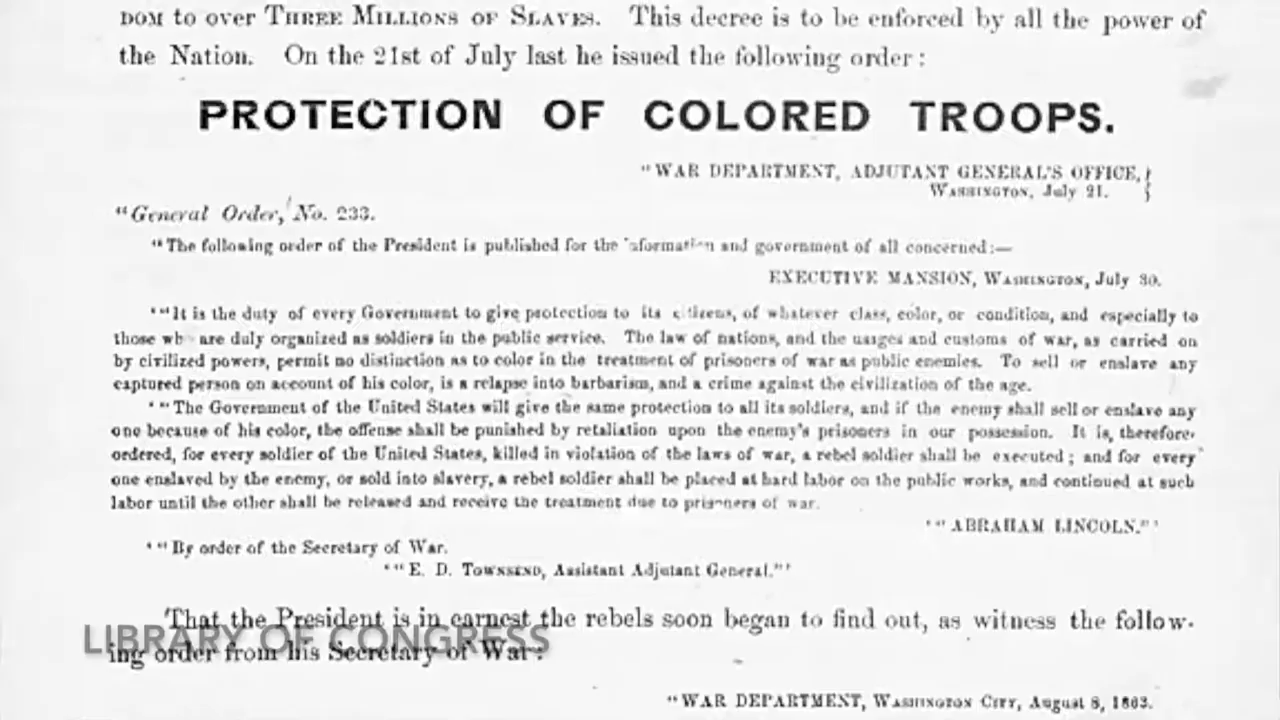 DOM to over THREE MILLIONS OF SLAVES. This decree is to be enforced by all the power of
the Nation. On the 21st of July last he issued the following order:
PROTECTION OF COLORED TROOPS.
"WAR DEPARTMENT, ADJUTANT GENERAL'S OFFICE,
WASHINGTON, July 21.
"General Order, No. 233.
"The following order of the President is published for the information and government of all concerned:—
EXECUTIVE MANSION, WASHINGTON, July 30.
'"It is the duty of every Government to give protection to its citizens, of whatever class, color, or condition, and especially to
those who are duly organized as soldiers in the public service. The law of nations, and the usages and customs of war, as carried on
by civilized powers, permit no distinction as to color in the treatment of prisoners of war as public enemies. To sell or enslave any
captured person on account of his color, is a relapse into barbarism, and a crime against the civilization of the age.
'"The Government of the United States will give the same protection to all its soldiers, and if the enemy shall sell or enslave any
one because of his color, the offense shall be punished by retaliation upon the enemy's prisoners in our possession. It is, therefore,
ordered, for every soldier of the United States, killed in violation of the laws of war, a rebel soldier shall be executed; and for every
one enslaved by the enemy, or sold into slavery, a rebel soldier shall be placed at hard labor on the public works, and continued at such
labor until the other shall be released and receive the treatment due to prisoners of war.
'"ABRAHAM LINCOLN."'
'"By order of the Secretary of War.
'"E. D. TOWNSEND, Assistant Adjutant General."'
That the President is in earnest the rebels soon began to find out, as witness the follow-
ing order from his Secretary of War:
LIBRARY OF CONGRESS
"WAR DEPARTMENT, WASHINGTON CITY, August 8, 1863.